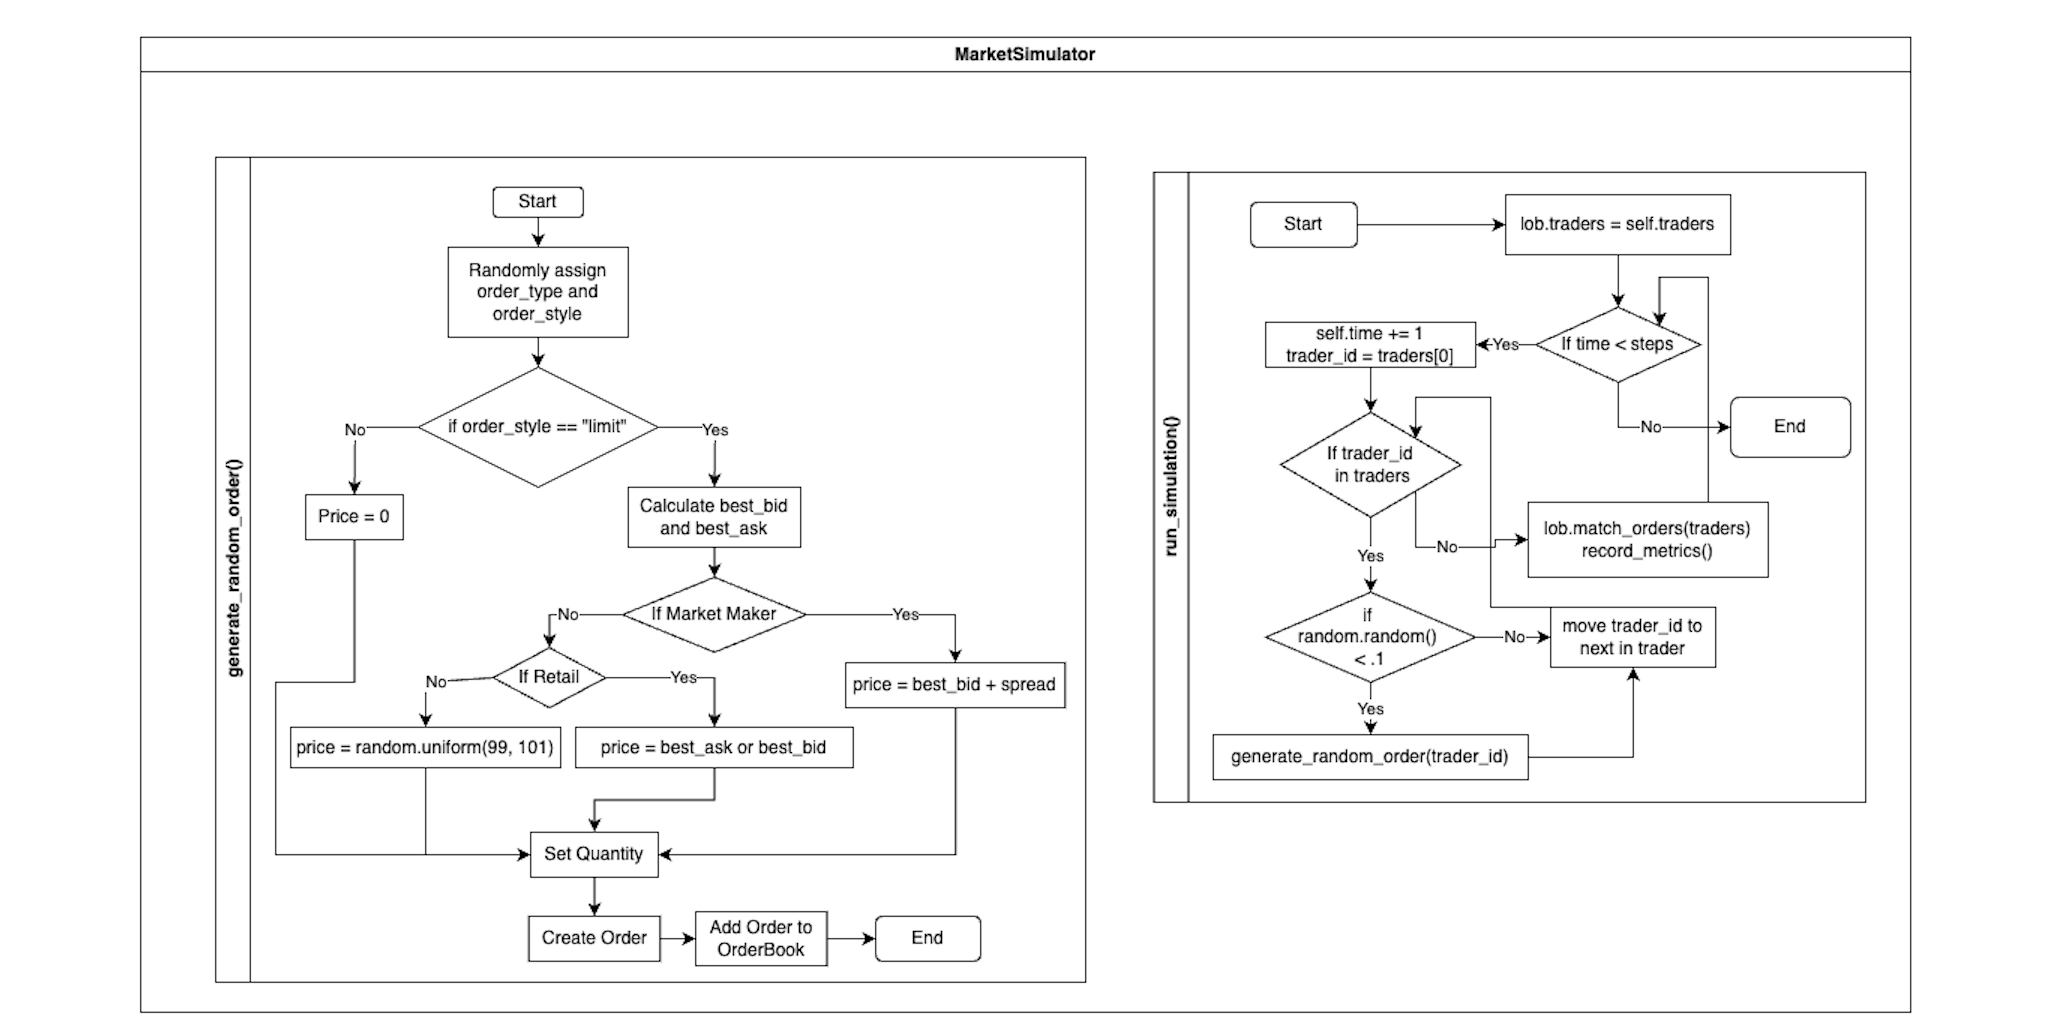 MarketSimulator
generate_random_order()
Start
Randomly assign
order_type and
order_style
if order_style == "limit"
No
Yes
Price = 0
Calculate best_bid
and best_ask
If Market Maker
No
Yes
If Retail
No
Yes
price = best_bid + spread
price = random.uniform(99, 101)
price = best_ask or best_bid
Set Quantity
Create Order
Add Order to
OrderBook
End
run_simulation()
Start
lob.traders = self.traders
If time < steps
Yes
No
End
self.time += 1
trader_id = traders[0]
If trader_id
in traders
No
Yes
lob.match_orders(traders)
record_metrics()
if
random.random()
< .1
No
Yes
move trader_id to
next in trader
generate_random_order(trader_id)